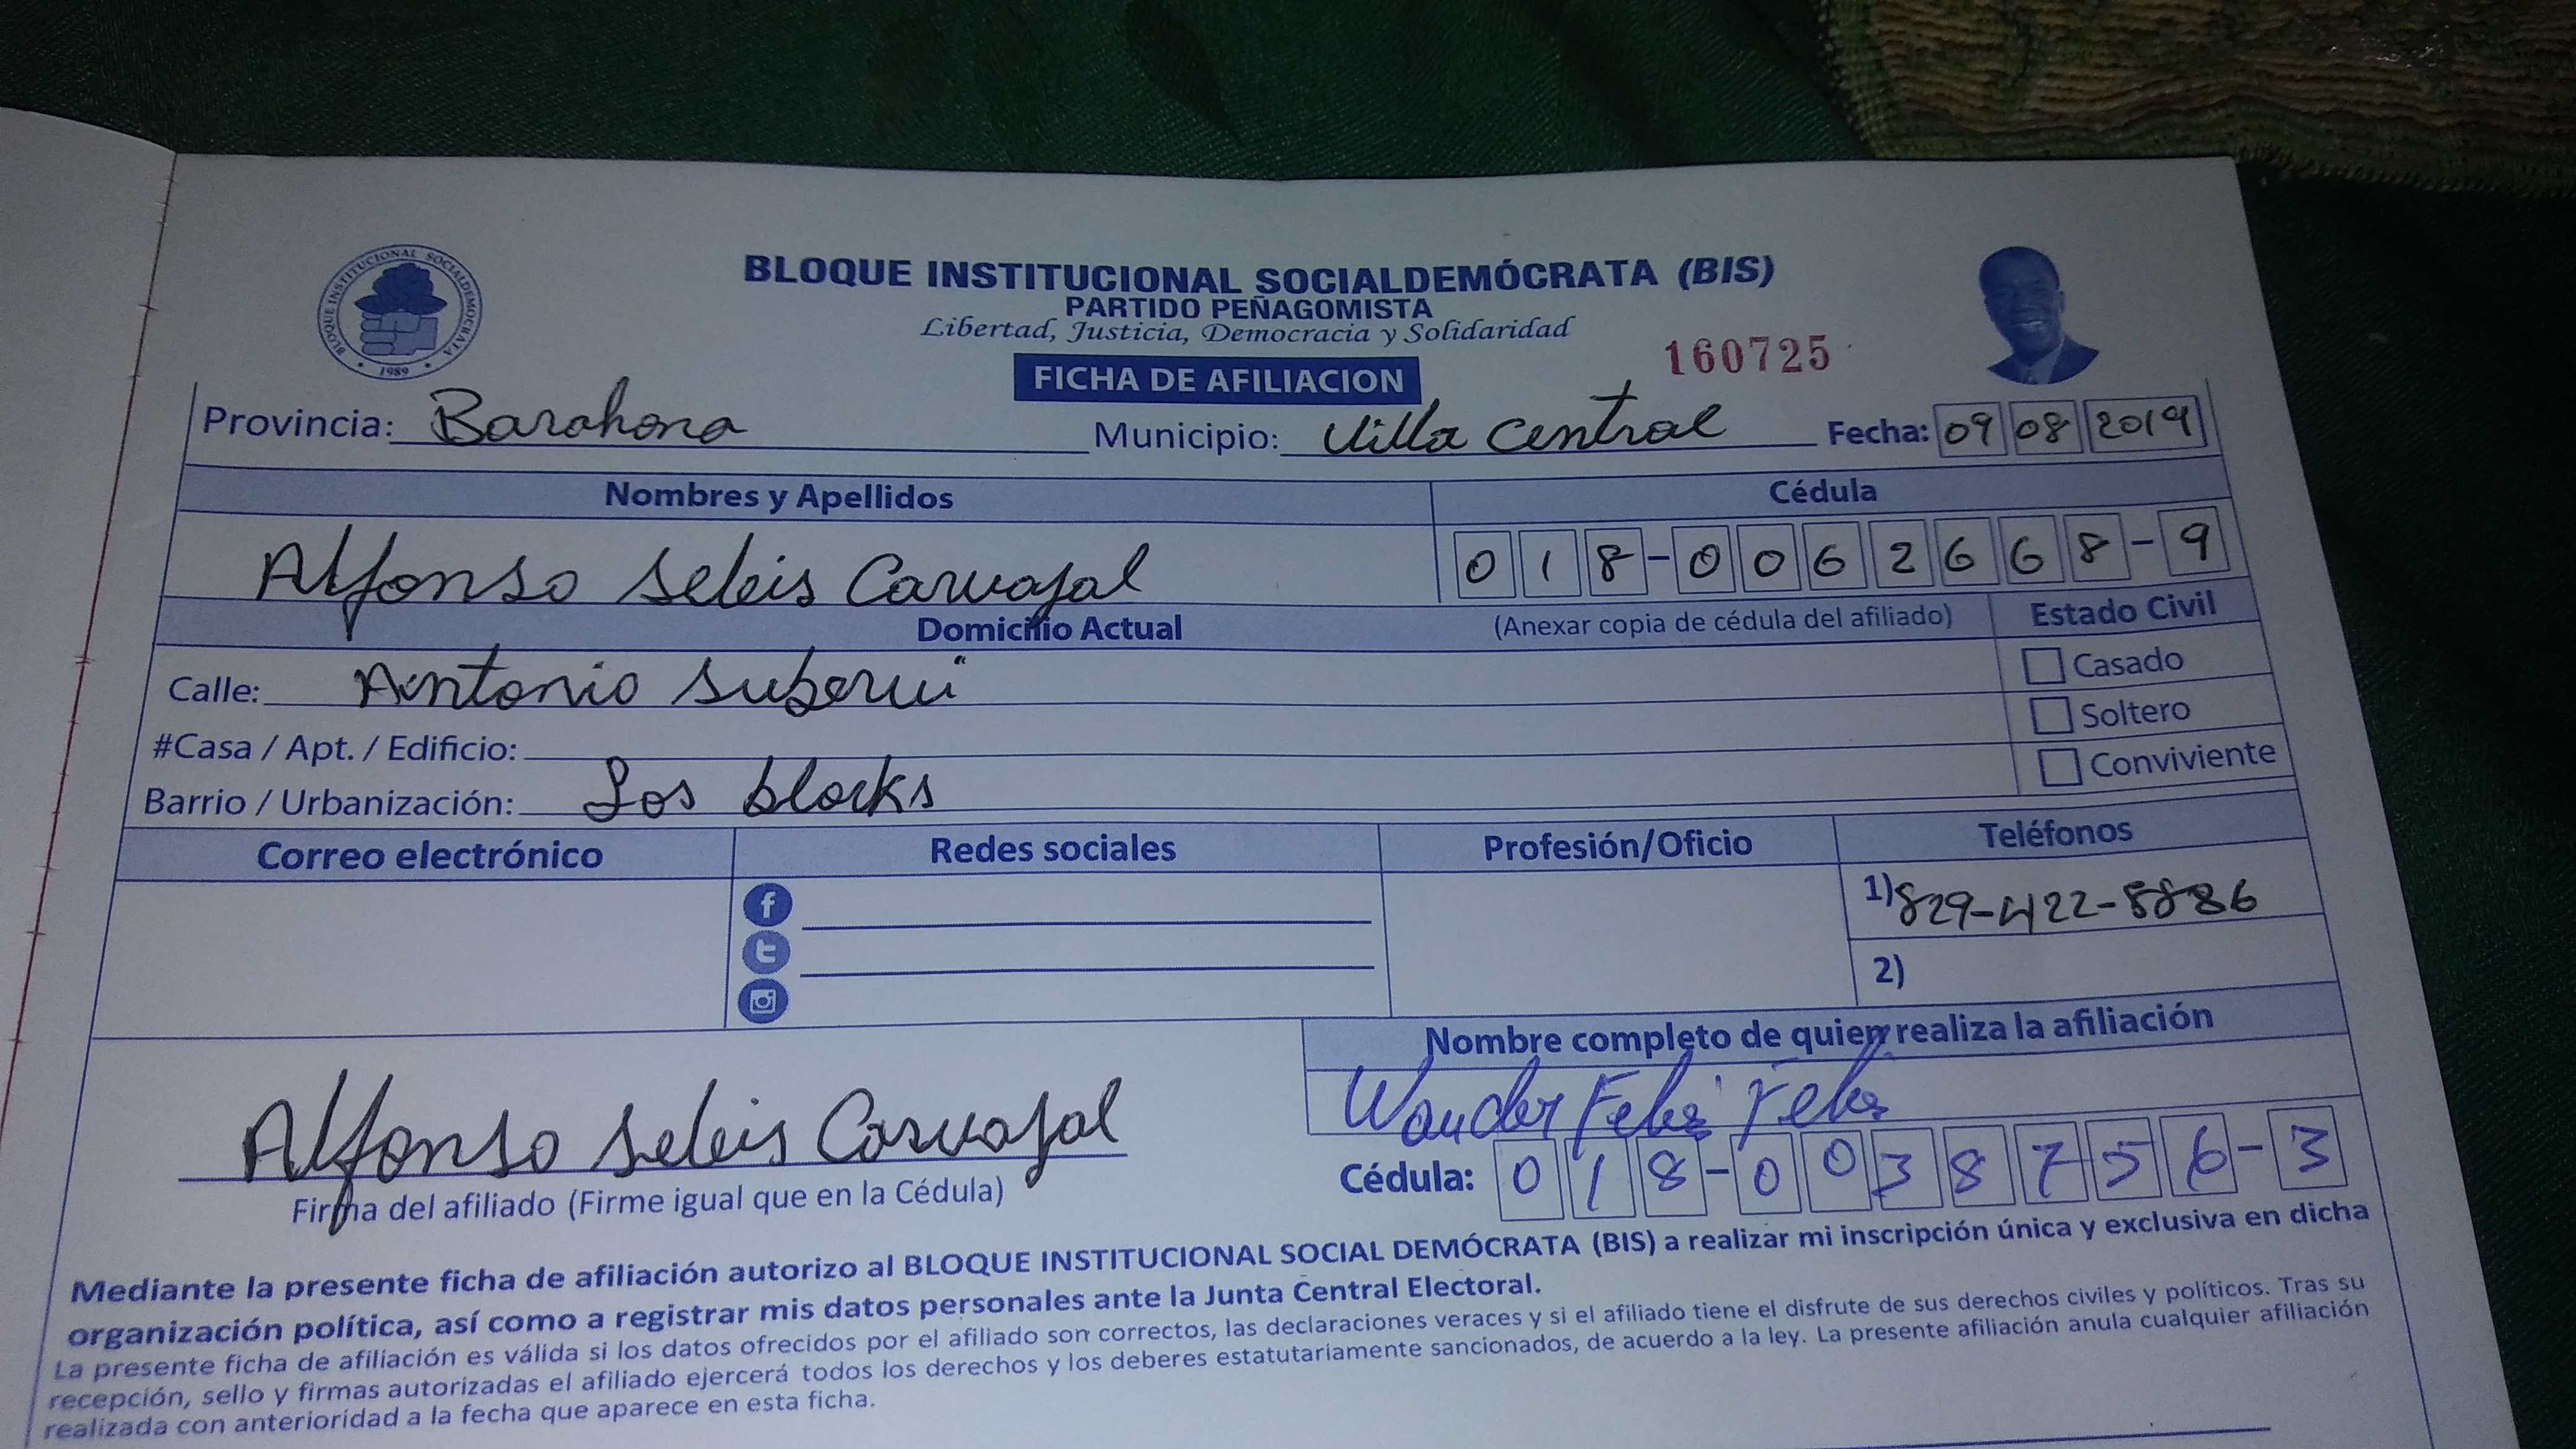 BLOQUE INSTITUCIONAL SOCIALDEMOCRATA
1989
BLOQUE INSTITUCIONAL SOCIALDEMÓCRATA (BIS)
PARTIDO PEÑAGOMISTA
Libertad, Justicia, Democracia y Solidaridad
160725
FICHA DE AFILIACION
Provincia: Barahona Municipio: Villa Central Fecha: 09 08 2019
Nombres y Apellidos Cédula
Alfonso Seleis Carvajal 018-0062668-9
Domicilio Actual (Anexar copia de cédula del afiliado) Estado Civil
Calle: Antonio Suberui Casado
Soltero
#Casa / Apt. / Edificio: Conviviente
Barrio / Urbanización: Los blocks
Correo electrónico Redes sociales Profesión/Oficio Teléfonos
1) 829-422-8886
2)
Nombre completo de quien realiza la afiliación
Wander Feliz Feliz
Alfonso Seleis Carvajal
Cédula: 018-0038756-3
Firma del afiliado (Firme igual que en la Cédula)
Mediante la presente ficha de afiliación autorizo al BLOQUE INSTITUCIONAL SOCIAL DEMÓCRATA (BIS) a realizar mi inscripción única y exclusiva en dicha
organización política, así como a registrar mis datos personales ante la Junta Central Electoral.
La presente ficha de afiliación es válida si los datos ofrecidos por el afiliado son correctos, las declaraciones veraces y si el afiliado tiene el disfrute de sus derechos civiles y políticos. Tras su
recepción, sello y firmas autorizadas el afiliado ejercerá todos los derechos y los deberes estatutariamente sancionados, de acuerdo a la ley. La presente afiliación anula cualquier afiliación
realizada con anterioridad a la fecha que aparece en esta ficha.